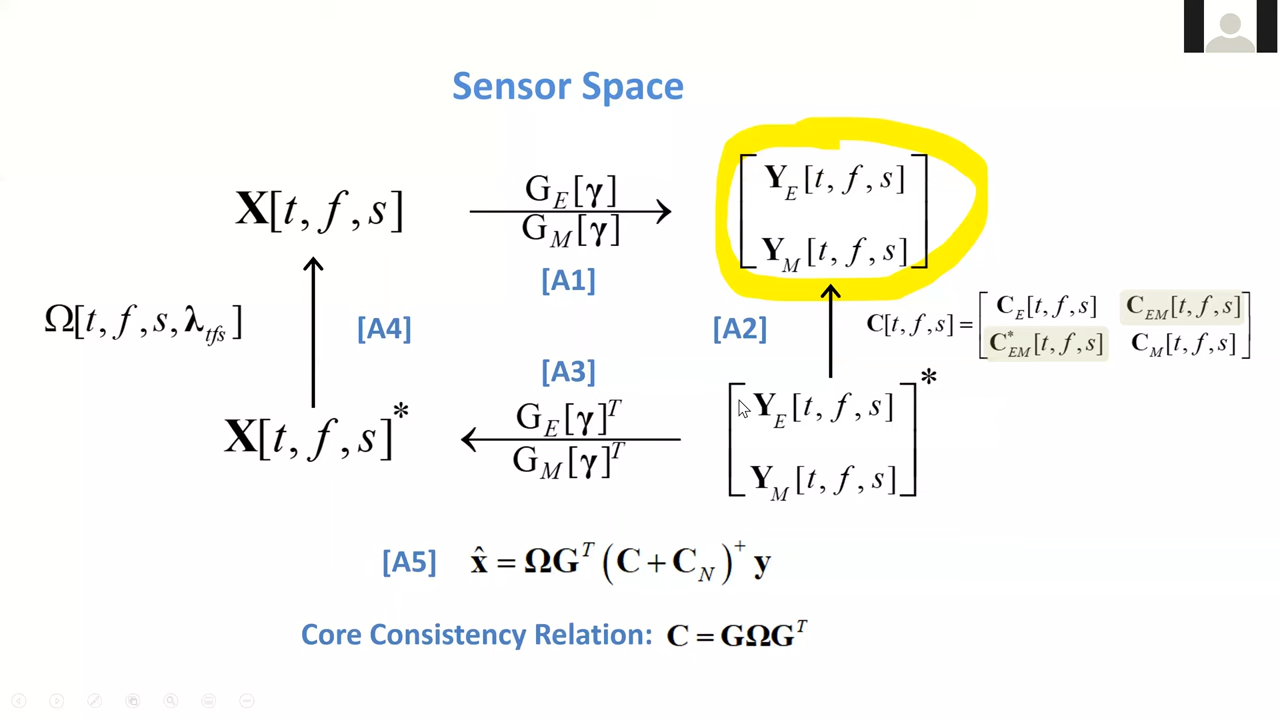 Sensor Space
X[t, f, s]
G_E[γ]
G_M[γ]
[A1]
Y_E[t, f, s]
Y_M[t, f, s]
Ω[t, f, s, λ_tfs]
[A4]
[A2]
C[t, f, s] = [ C_E[t, f, s] C_EM[t, f, s]
C*_EM[t, f, s] C_M[t, f, s] ]
[A3]
X[t, f, s]*
G_E[γ]^T
G_M[γ]^T
Y_E[t, f, s]
Y_M[t, f, s]
*
[A5] x̂ = ΩG^T (C + C_N)^+ y
Core Consistency Relation: C = GΩG^T